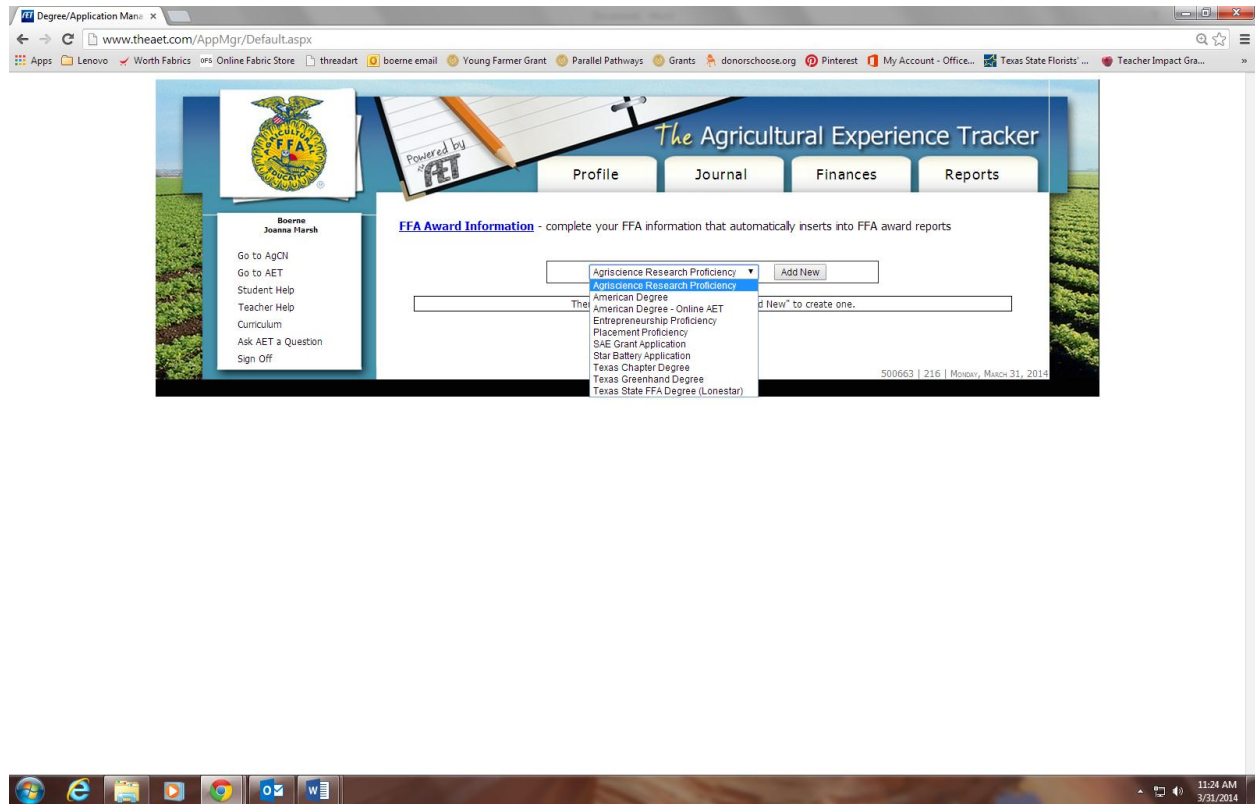 Degree/Application Mana ×
www.theaet.com/AppMgr/Default.aspx
Apps Lenovo Worth Fabrics OFS Online Fabric Store threadart boerne email Young Farmer Grant Parallel Pathways Grants donorschoose.org Pinterest My Account - Office... Texas State Florists' ... Teacher Impact Gra... »
AGRICULTURAL
FFA
EDUCATION
Powered by
the AET
The Agricultural Experience Tracker
Profile Journal Finances Reports
Boerne
Joanna Marsh
Go to AgCN
Go to AET
Student Help
Teacher Help
Curriculum
Ask AET a Question
Sign Off
FFA Award Information - complete your FFA information that automatically inserts into FFA award reports
Agriscience Research Proficiency Add New
Agriscience Research Proficiency
American Degree
American Degree - Online AET
Entrepreneurship Proficiency
Placement Proficiency
SAE Grant Application
Star Battery Application
Texas Chapter Degree
Texas Greenhand Degree
Texas State FFA Degree (Lonestar)
d New" to create one.
500663 | 216 | Monday, March 31, 2014
11:24 AM
3/31/2014